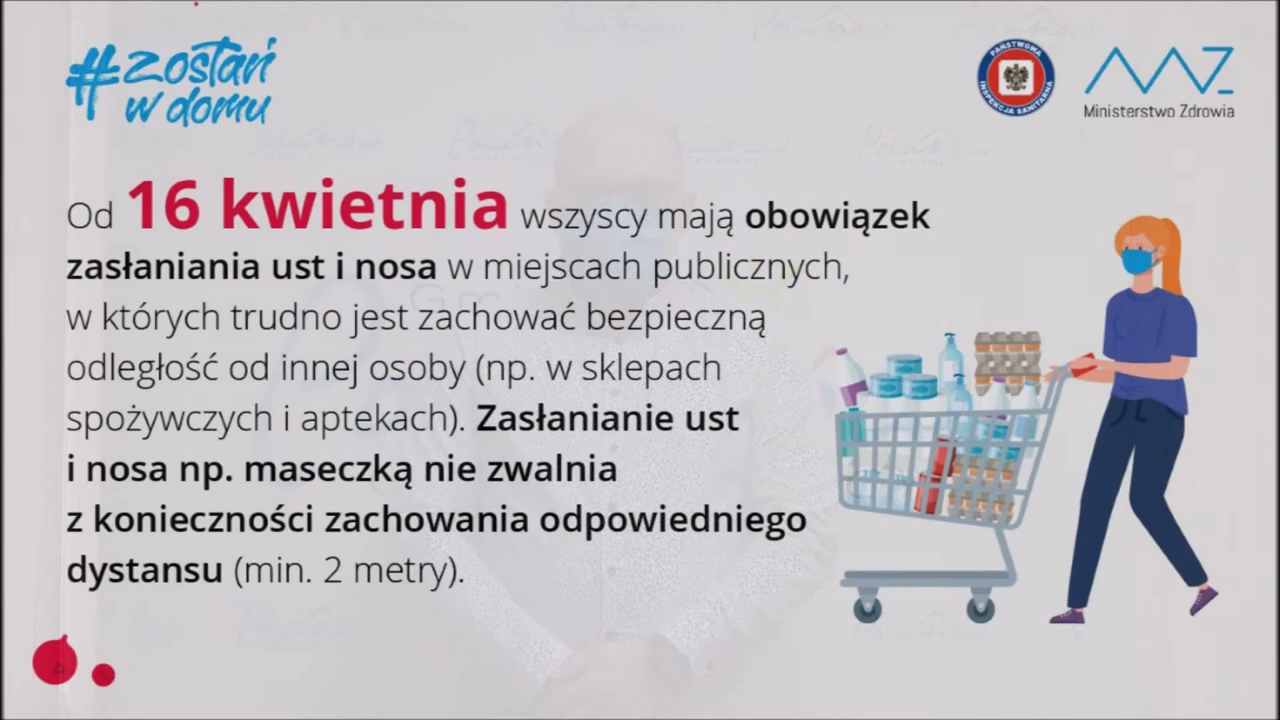 #zostań
w domu
PAŃSTWOWA
INSPEKCJA SANITARNA
MZ
Ministerstwo Zdrowia
Od 16 kwietnia wszyscy mają obowiązek
zasłaniania ust i nosa w miejscach publicznych,
w których trudno jest zachować bezpieczną
odległość od innej osoby (np. w sklepach
spożywczych i aptekach). Zasłanianie ust
i nosa np. maseczką nie zwalnia
z konieczności zachowania odpowiedniego
dystansu (min. 2 metry).